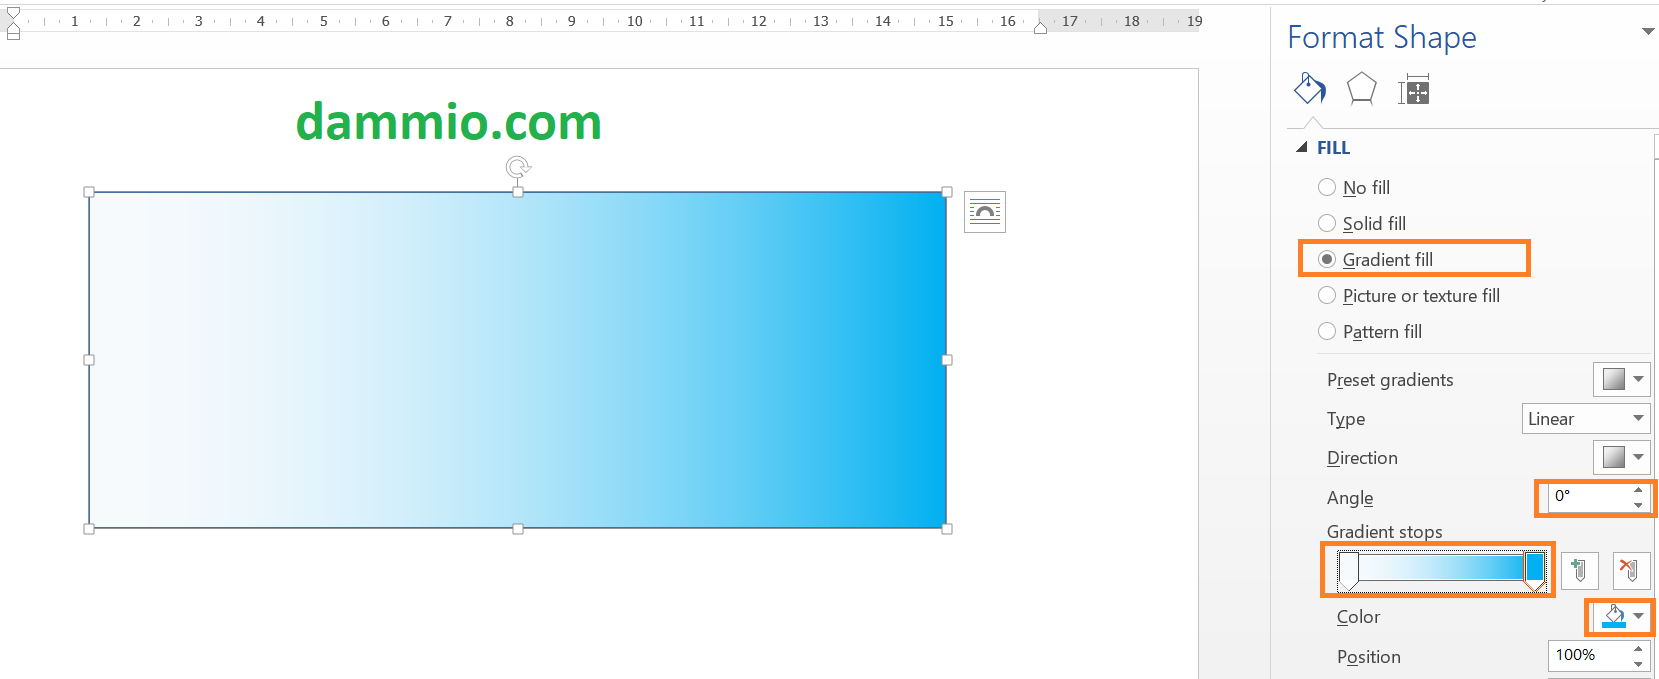 1 2 3 4 5 6 7 8 9 10 11 12 13 14 15 16 17 18 19
dammio.com
Format Shape
FILL
No fill
Solid fill
Gradient fill
Picture or texture fill
Pattern fill
Preset gradients
Type Linear
Direction
Angle 0°
Gradient stops
Color
Position 100%